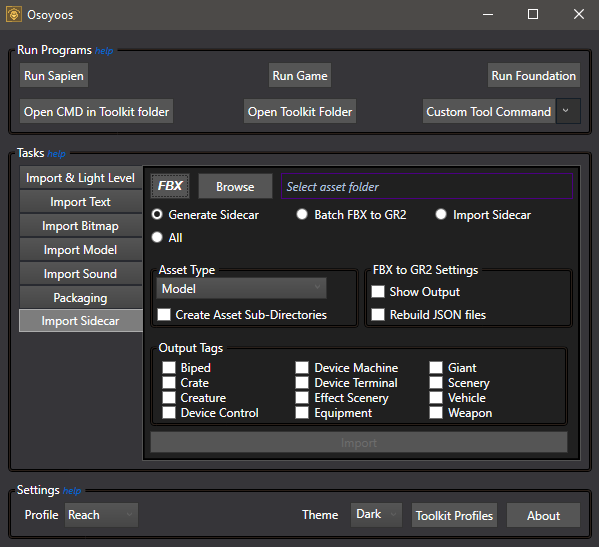 Osoyoos
Run Programs help
Run Sapien Run Game Run Foundation
Open CMD in Toolkit folder Open Toolkit Folder Custom Tool Command
Tasks help
Import & Light Level
Import Text
Import Bitmap
Import Model
Import Sound
Packaging
Import Sidecar
FBX Browse Select asset folder
Generate Sidecar Batch FBX to GR2 Import Sidecar
All
Asset Type
Model
Create Asset Sub-Directories
FBX to GR2 Settings
Show Output
Rebuild JSON files
Output Tags
Biped Device Machine Giant
Crate Device Terminal Scenery
Creature Effect Scenery Vehicle
Device Control Equipment Weapon
Import
Settings help
Profile Reach Theme Dark Toolkit Profiles About